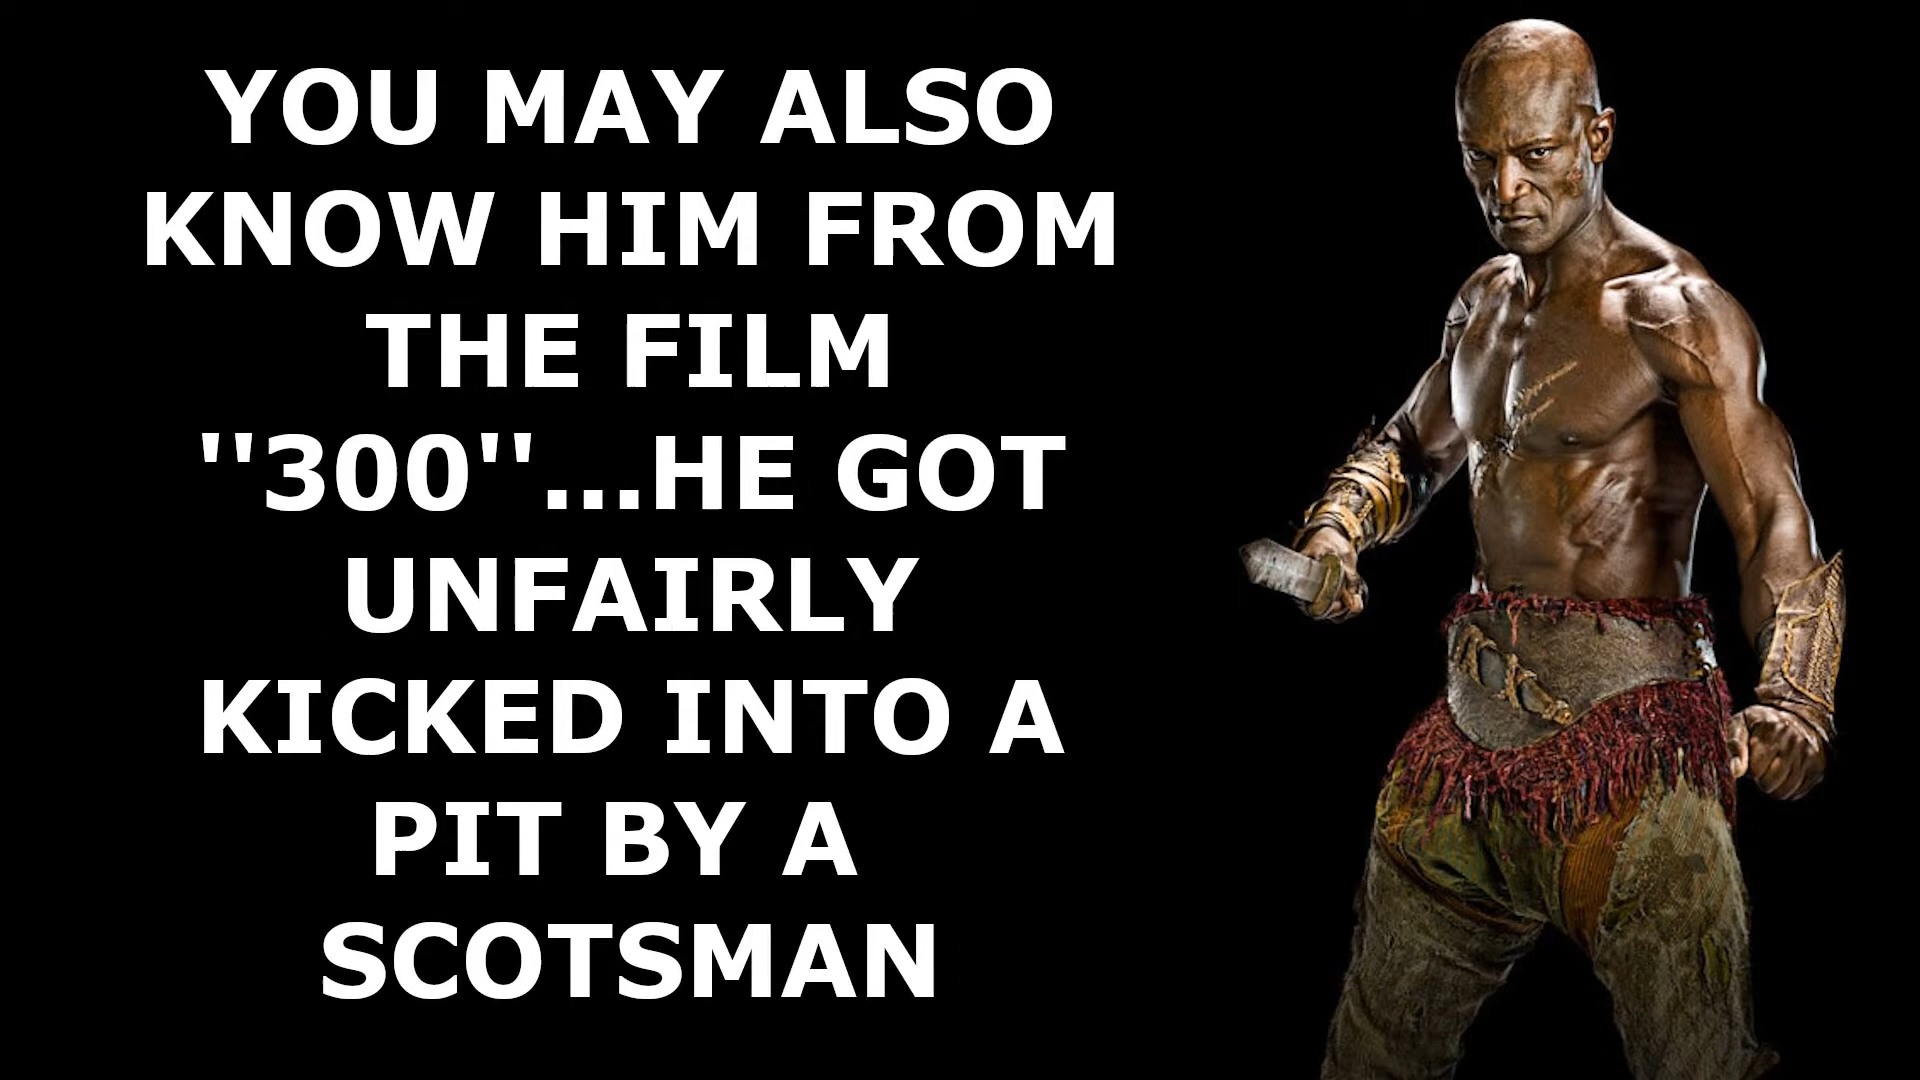 YOU MAY ALSO
KNOW HIM FROM
THE FILM
''300''...HE GOT
UNFAIRLY
KICKED INTO A
PIT BY A
SCOTSMAN